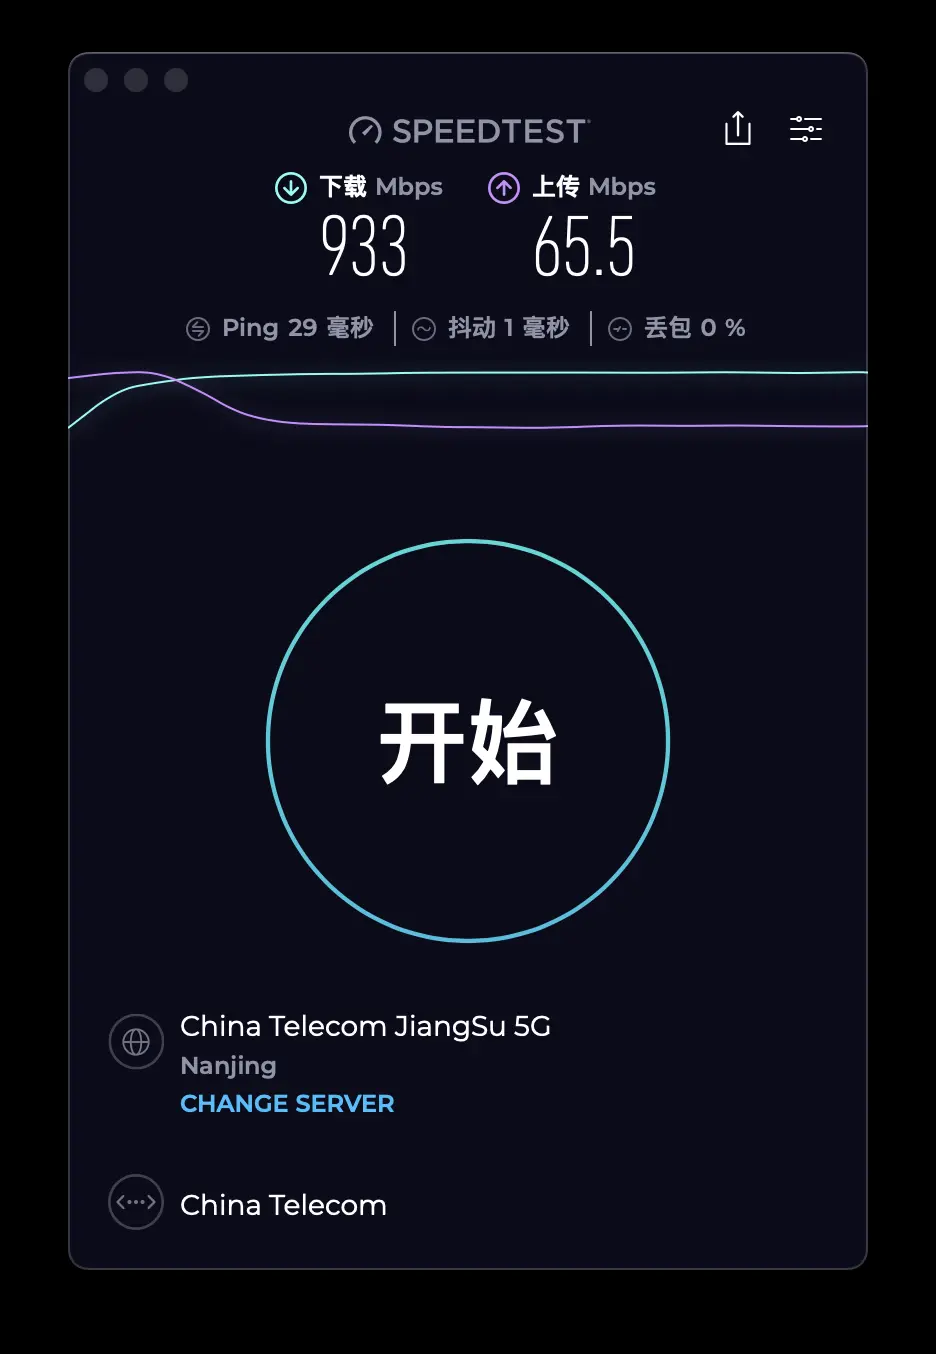 SPEEDTEST
下载 Mbps 上传 Mbps
933 65.5
Ping 29 毫秒 抖动 1 毫秒 丢包 0 %
开始
China Telecom JiangSu 5G
Nanjing
CHANGE SERVER
China Telecom